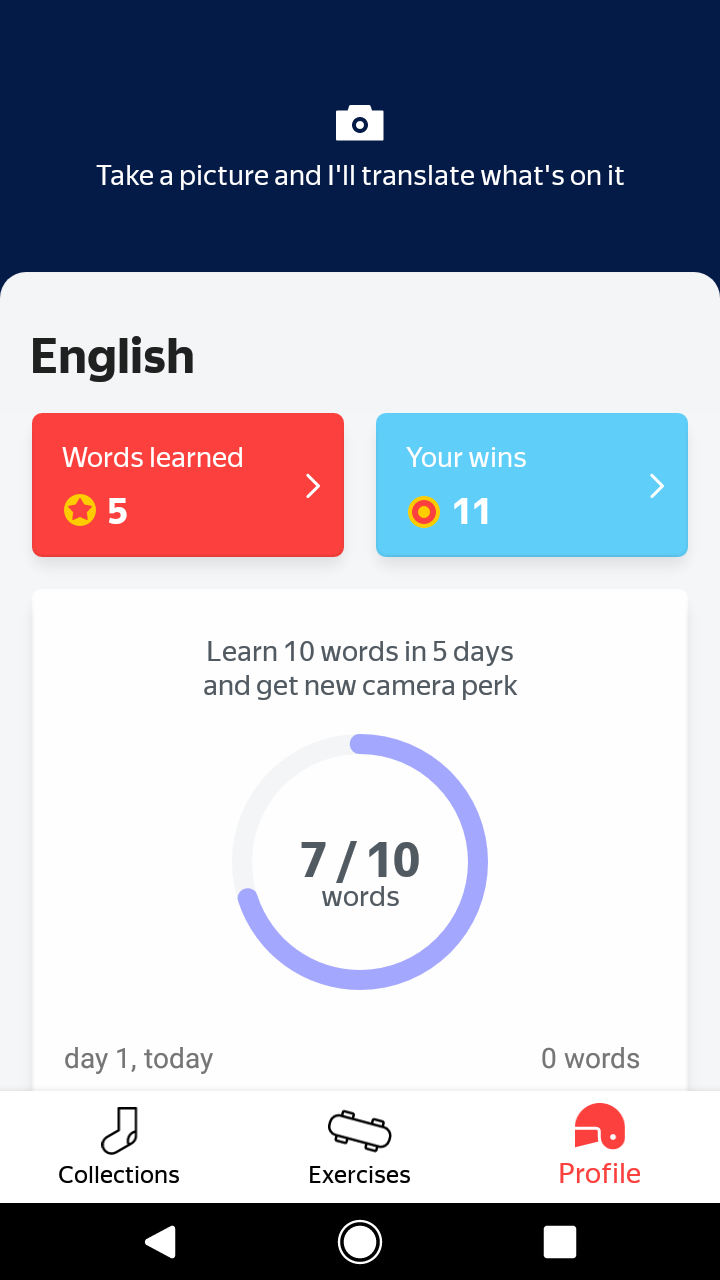 Take a picture and I'll translate what's on it
English
Words learned
5
Your wins
11
Learn 10 words in 5 days
and get new camera perk
7 / 10
words
day 1, today
0 words
Collections
Exercises
Profile